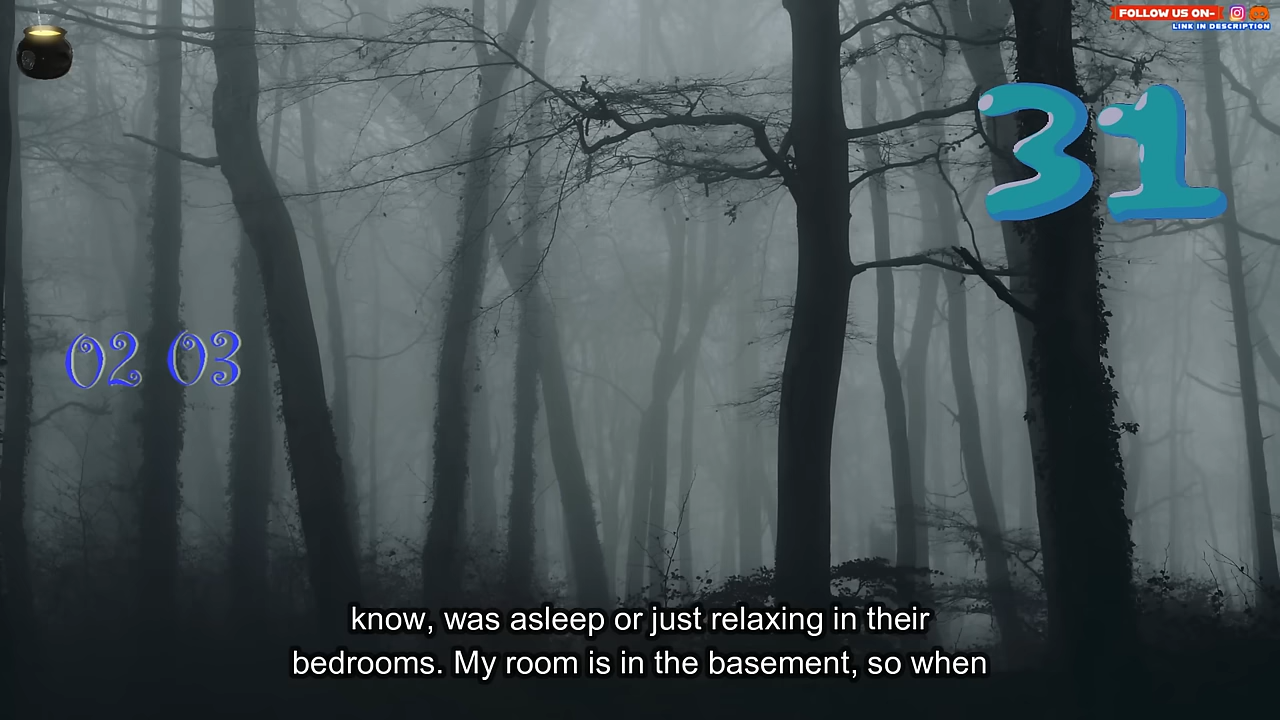 FOLLOW US ON-
LINK IN DESCRIPTION
31
02 03
know, was asleep or just relaxing in their
bedrooms. My room is in the basement, so when